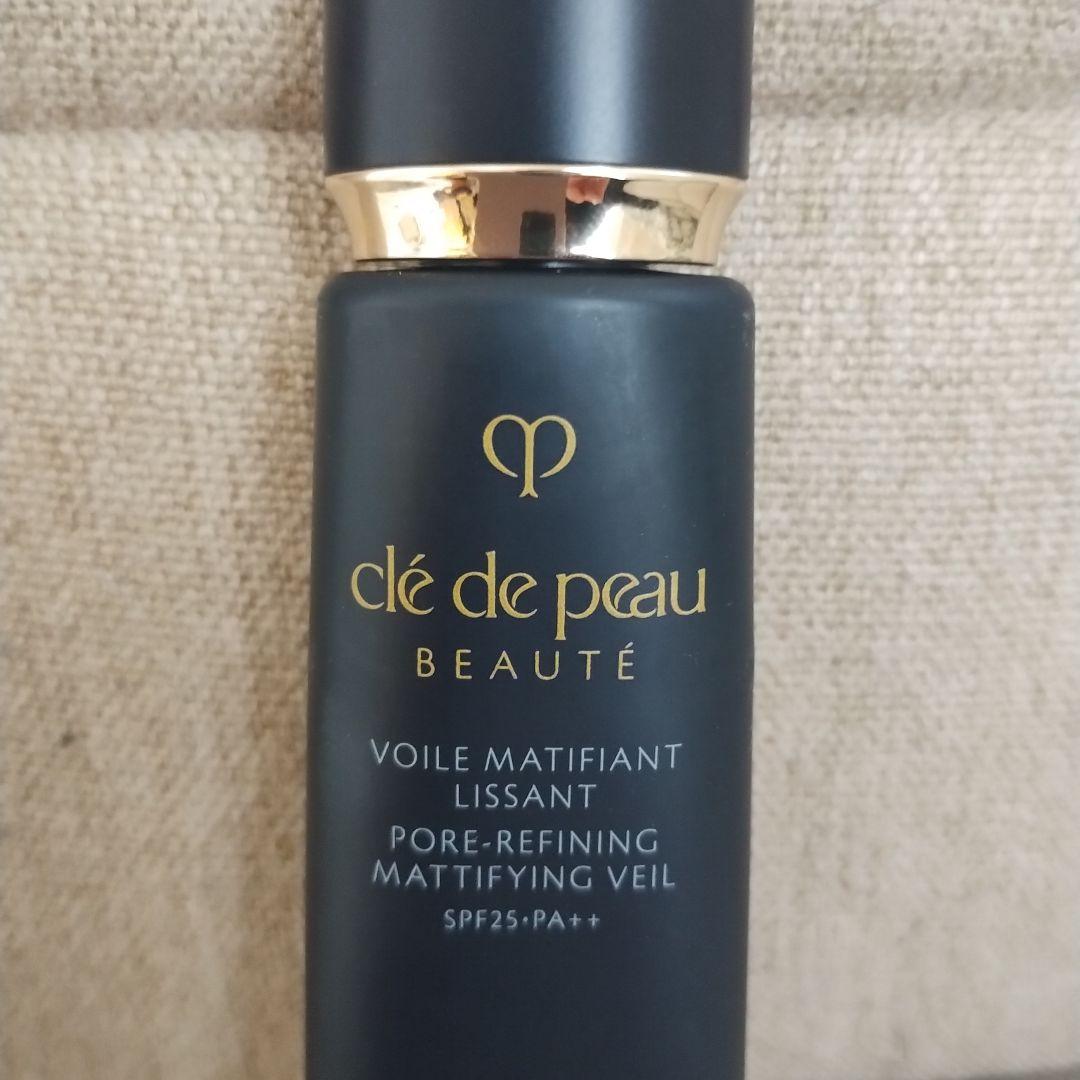 clé de peau
BEAUTÉ
VOILE MATIFIANT
LISSANT
PORE-REFINING
MATTIFYING VEIL
SPF25·PA++